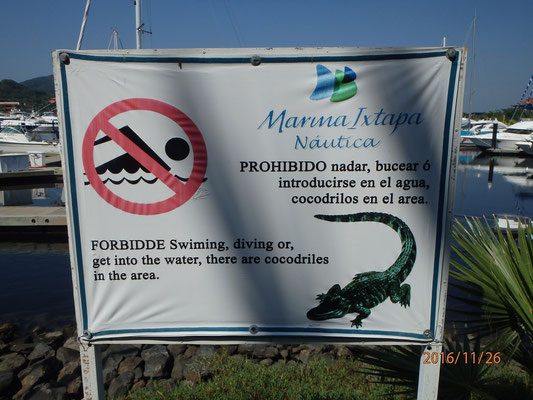 Marina Ixtapa
Náutica
PROHIBIDO nadar, bucear ó
introducirse en el agua,
cocodrilos en el area.
FORBIDDE Swiming, diving or,
get into the water, there are cocodriles
in the area.
2016/11/26